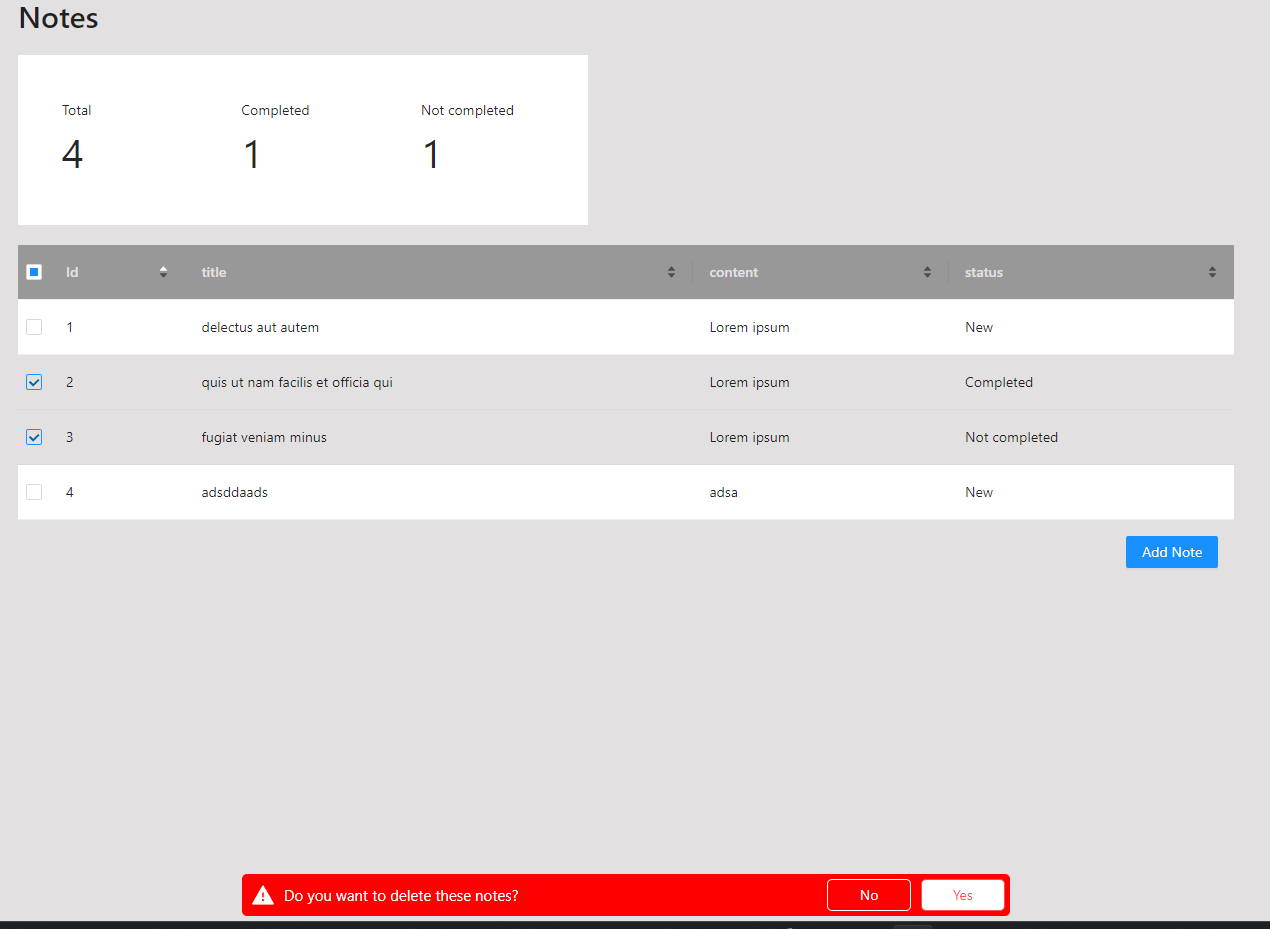 Notes
Total Completed Not completed
4 1 1
Id title content status
1 delectus aut autem Lorem ipsum New
2 quis ut nam facilis et officia qui Lorem ipsum Completed
3 fugiat veniam minus Lorem ipsum Not completed
4 adsddaads adsa New
Add Note
Do you want to delete these notes? No Yes